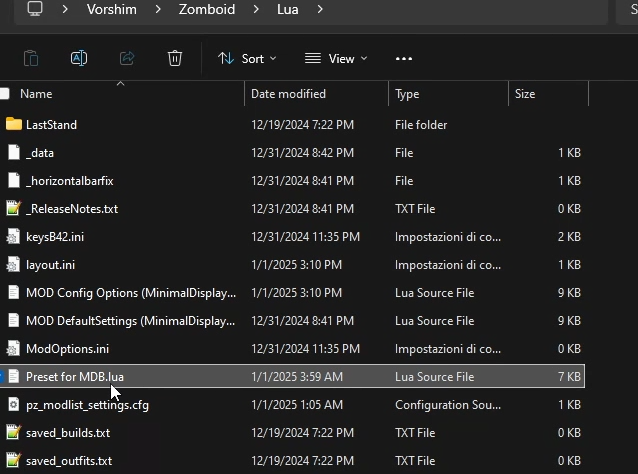 Vorshim > Zomboid > Lua >
Sort View ...
Name Date modified Type Size
LastStand 12/19/2024 7:22 PM File folder
_data 12/31/2024 8:42 PM File 1 KB
_horizontalbarfix 12/31/2024 8:41 PM File 1 KB
_ReleaseNotes.txt 12/31/2024 8:41 PM TXT File 0 KB
keysB42.ini 12/31/2024 11:35 PM Impostazioni di co... 2 KB
layout.ini 1/1/2025 3:10 PM Impostazioni di co... 1 KB
MOD Config Options (MinimalDisplay... 1/1/2025 3:10 PM Lua Source File 9 KB
MOD DefaultSettings (MinimalDisplay... 12/31/2024 8:41 PM Lua Source File 9 KB
ModOptions.ini 12/31/2024 11:35 PM Impostazioni di co... 0 KB
Preset for MDB.lua 1/1/2025 3:59 AM Lua Source File 7 KB
pz_modlist_settings.cfg 1/1/2025 1:05 AM Configuration Sou... 1 KB
saved_builds.txt 12/19/2024 7:22 PM TXT File 0 KB
saved_outfits.txt 12/19/2024 7:22 PM TXT File 0 KB